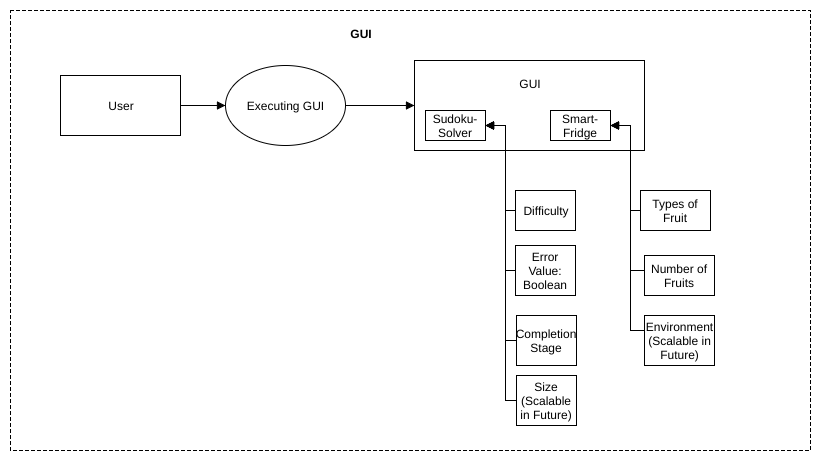 GUI
User
Executing GUI
GUI
Sudoku-
Solver
Smart-
Fridge
Difficulty
Error
Value:
Boolean
Completion
Stage
Size
(Scalable
in Future)
Types of
Fruit
Number of
Fruits
Environment
(Scalable in
Future)